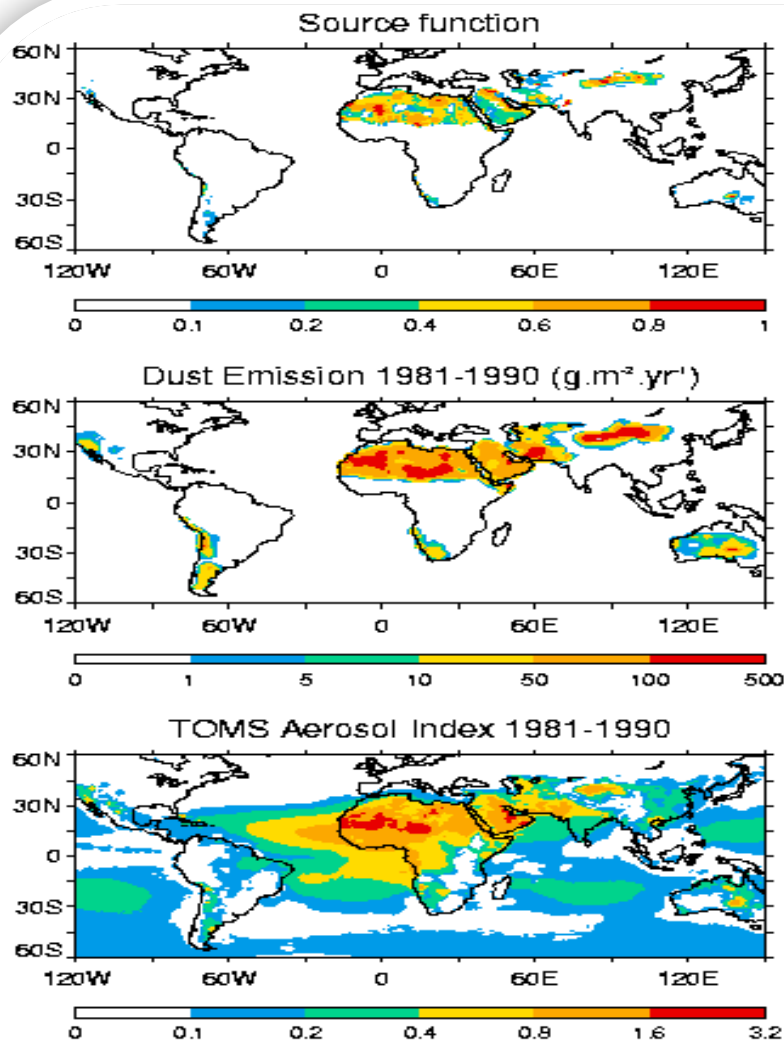 Source function
60N
30N
0
30S
60S
120W 60W 0 60E 120E
0 0.1 0.2 0.4 0.6 0.8 1
Dust Emission 1981-1990 (g.m².yr¹)
60N
30N
0
30S
60S
120W 60W 0 60E 120E
0 1 5 10 50 100 500
TOMS Aerosol Index 1981-1990
60N
30N
0
30S
60S
120W 60W 0 60E 120E
0 0.1 0.2 0.4 0.8 1.6 3.2